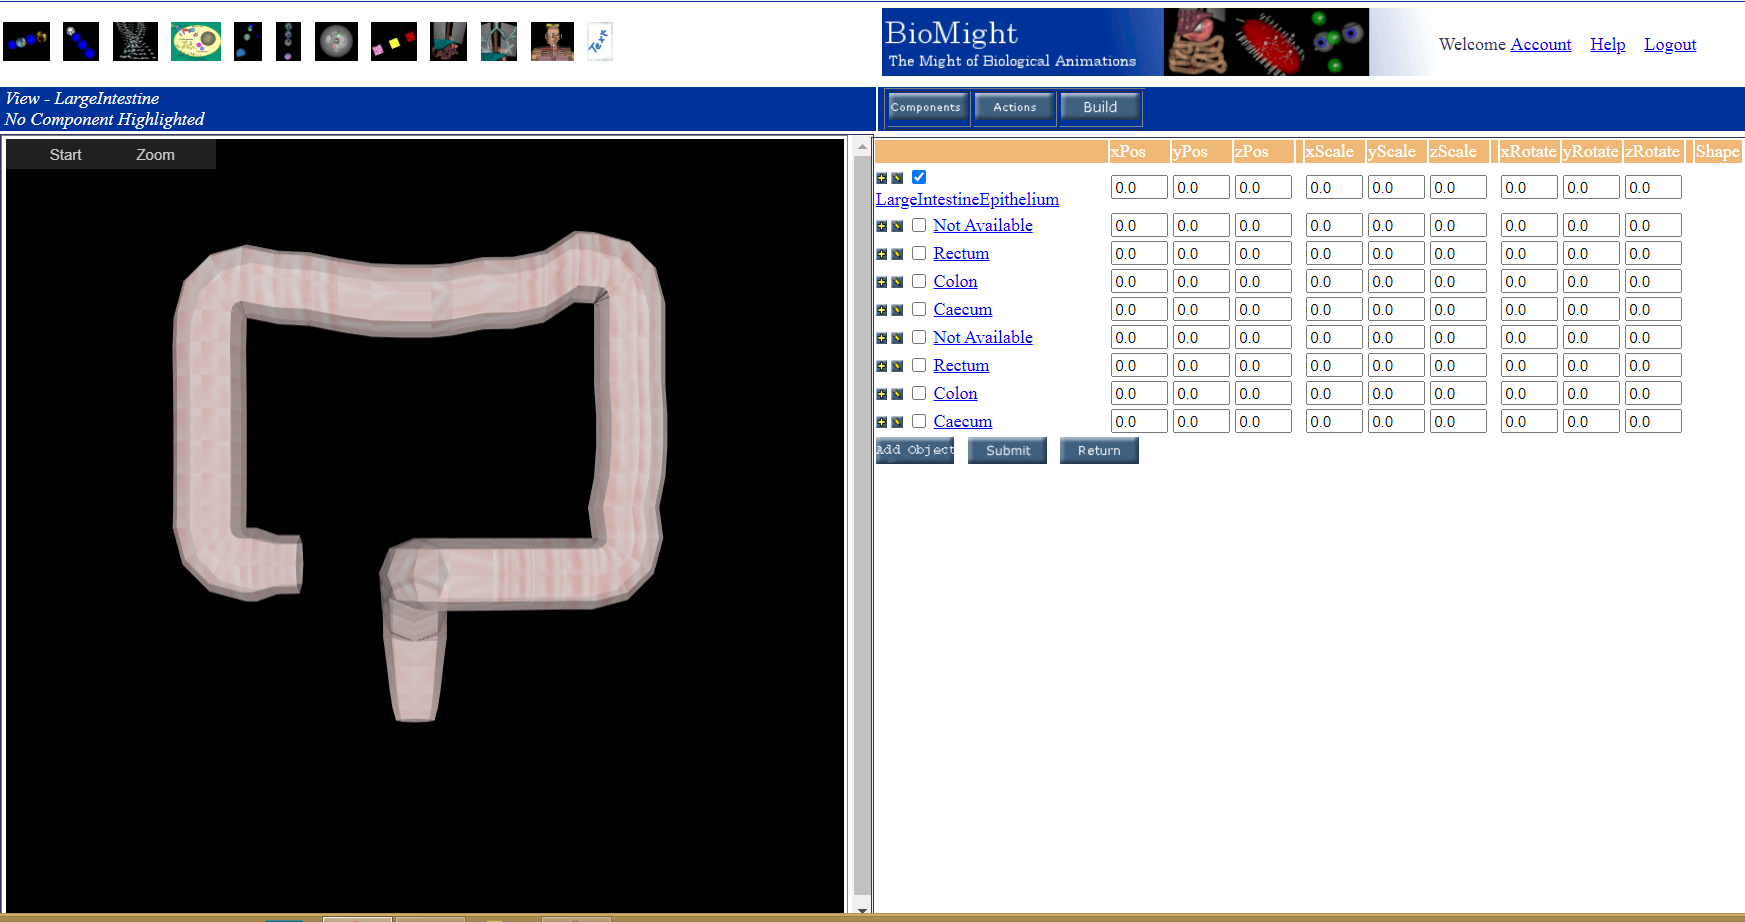 Text
BioMight
The Might of Biological Animations
Welcome Account Help Logout
View - LargeIntestine
No Component Highlighted
Components Actions Build
Start Zoom
xPos yPos zPos xScale yScale zScale xRotate yRotate zRotate Shape
LargeIntestineEpithelium 0.0 0.0 0.0 0.0 0.0 0.0 0.0 0.0 0.0
Not Available 0.0 0.0 0.0 0.0 0.0 0.0 0.0 0.0 0.0
Rectum 0.0 0.0 0.0 0.0 0.0 0.0 0.0 0.0 0.0
Colon 0.0 0.0 0.0 0.0 0.0 0.0 0.0 0.0 0.0
Caecum 0.0 0.0 0.0 0.0 0.0 0.0 0.0 0.0 0.0
Not Available 0.0 0.0 0.0 0.0 0.0 0.0 0.0 0.0 0.0
Rectum 0.0 0.0 0.0 0.0 0.0 0.0 0.0 0.0 0.0
Colon 0.0 0.0 0.0 0.0 0.0 0.0 0.0 0.0 0.0
Caecum 0.0 0.0 0.0 0.0 0.0 0.0 0.0 0.0 0.0
Add Object Submit Return